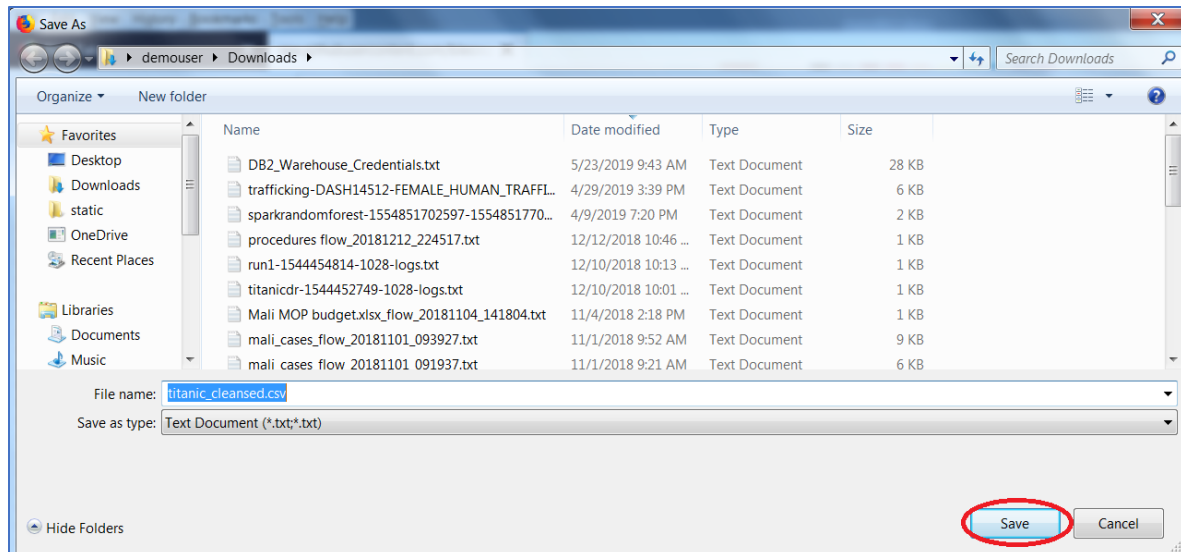 Save As
demouser Downloads
Search Downloads
Organize New folder
Name Date modified Type Size
Favorites
Desktop
Downloads
static
OneDrive
Recent Places
Libraries
Documents
Music
DB2_Warehouse_Credentials.txt 5/23/2019 9:43 AM Text Document 28 KB
trafficking-DASH14512-FEMALE_HUMAN_TRAFFI... 4/29/2019 3:39 PM Text Document 6 KB
sparkrandomforest-1554851702597-1554851770... 4/9/2019 7:20 PM Text Document 2 KB
procedures flow_20181212_224517.txt 12/12/2018 10:46 ... Text Document 1 KB
run1-1544454814-1028-logs.txt 12/10/2018 10:13 ... Text Document 1 KB
titanicdr-1544452749-1028-logs.txt 12/10/2018 10:01 ... Text Document 1 KB
Mali MOP budget.xlsx_flow_20181104_141804.txt 11/4/2018 2:18 PM Text Document 1 KB
mali_cases_flow_20181101_093927.txt 11/1/2018 9:52 AM Text Document 9 KB
mali_cases_flow_20181101_091937.txt 11/1/2018 9:21 AM Text Document 6 KB
File name: titanic_cleansed.csv
Save as type: Text Document (*.txt;*.txt)
Hide Folders
Save Cancel